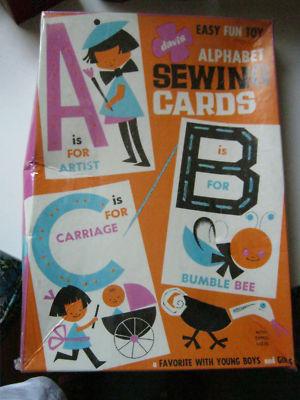 EASY FUN TOY
davis
ALPHABET
SEWING
CARDS
A
is
FOR
ARTIST
B
is
FOR
BUMBLE BEE
C
is
FOR
CARRIAGE
A FAVORITE WITH YOUNG BOYS and GIRLS